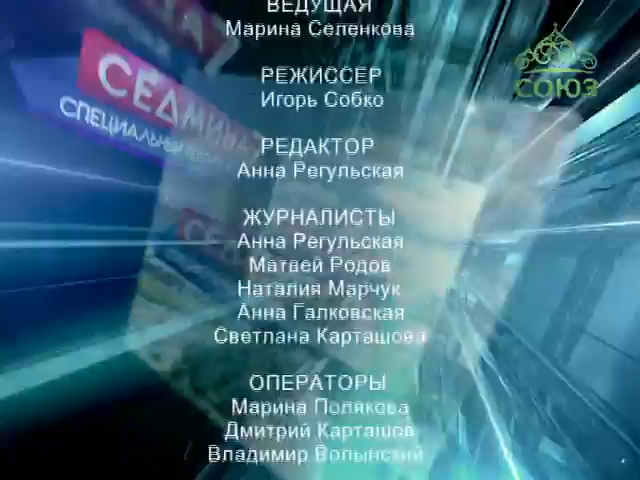 ВЕДУЩАЯ
Марина Селенкова
РЕЖИССЕР
Игорь Собко
РЕДАКТОР
Анна Регульская
ЖУРНАЛИСТЫ
Анна Регульская
Матвей Родов
Наталия Марчук
Анна Галковская
Светлана Карташова
ОПЕРАТОРЫ
Марина Полякова
Дмитрий Карташов
Владимир Волынский
СОЮЗ
СЕДМИЦА
СПЕЦИАЛЬНЫЙ